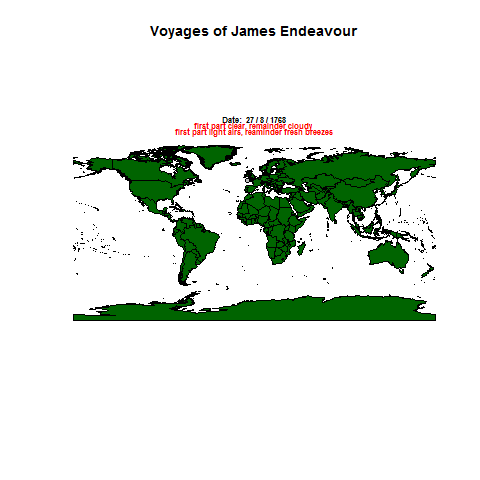 Voyages of James Endeavour
Date: 27 / 8 / 1768
first part clear, remainder cloudy
first part light airs, reaminder fresh breezes